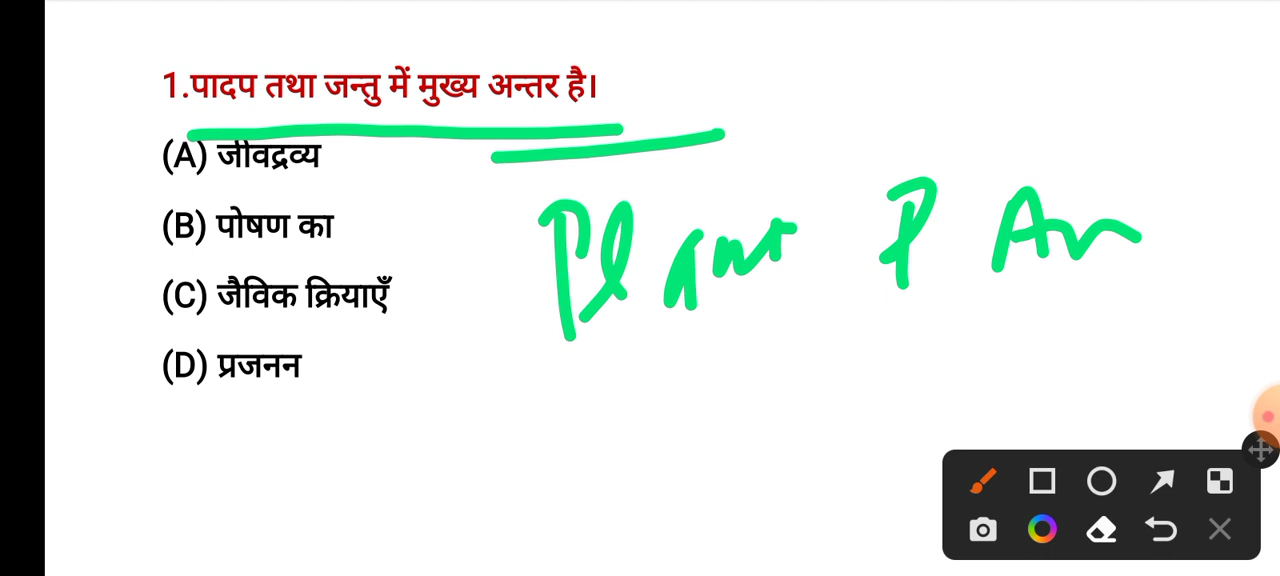 1.पादप तथा जन्तु में मुख्य अन्तर है।
(A) जीवद्रव्य
(B) पोषण का
(C) जैविक क्रियाएँ
(D) प्रजनन
Plant P An